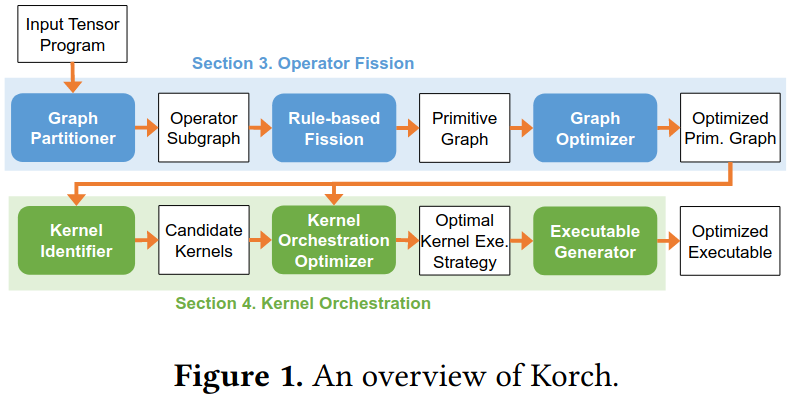 Input Tensor
Program
Section 3. Operator Fission
Graph
Partitioner
Operator
Subgraph
Rule-based
Fission
Primitive
Graph
Graph
Optimizer
Optimized
Prim. Graph
Kernel
Identifier
Candidate
Kernels
Kernel
Orchestration
Optimizer
Optimal
Kernel Exe.
Strategy
Executable
Generator
Optimized
Executable
Section 4. Kernel Orchestration
Figure 1. An overview of Korch.